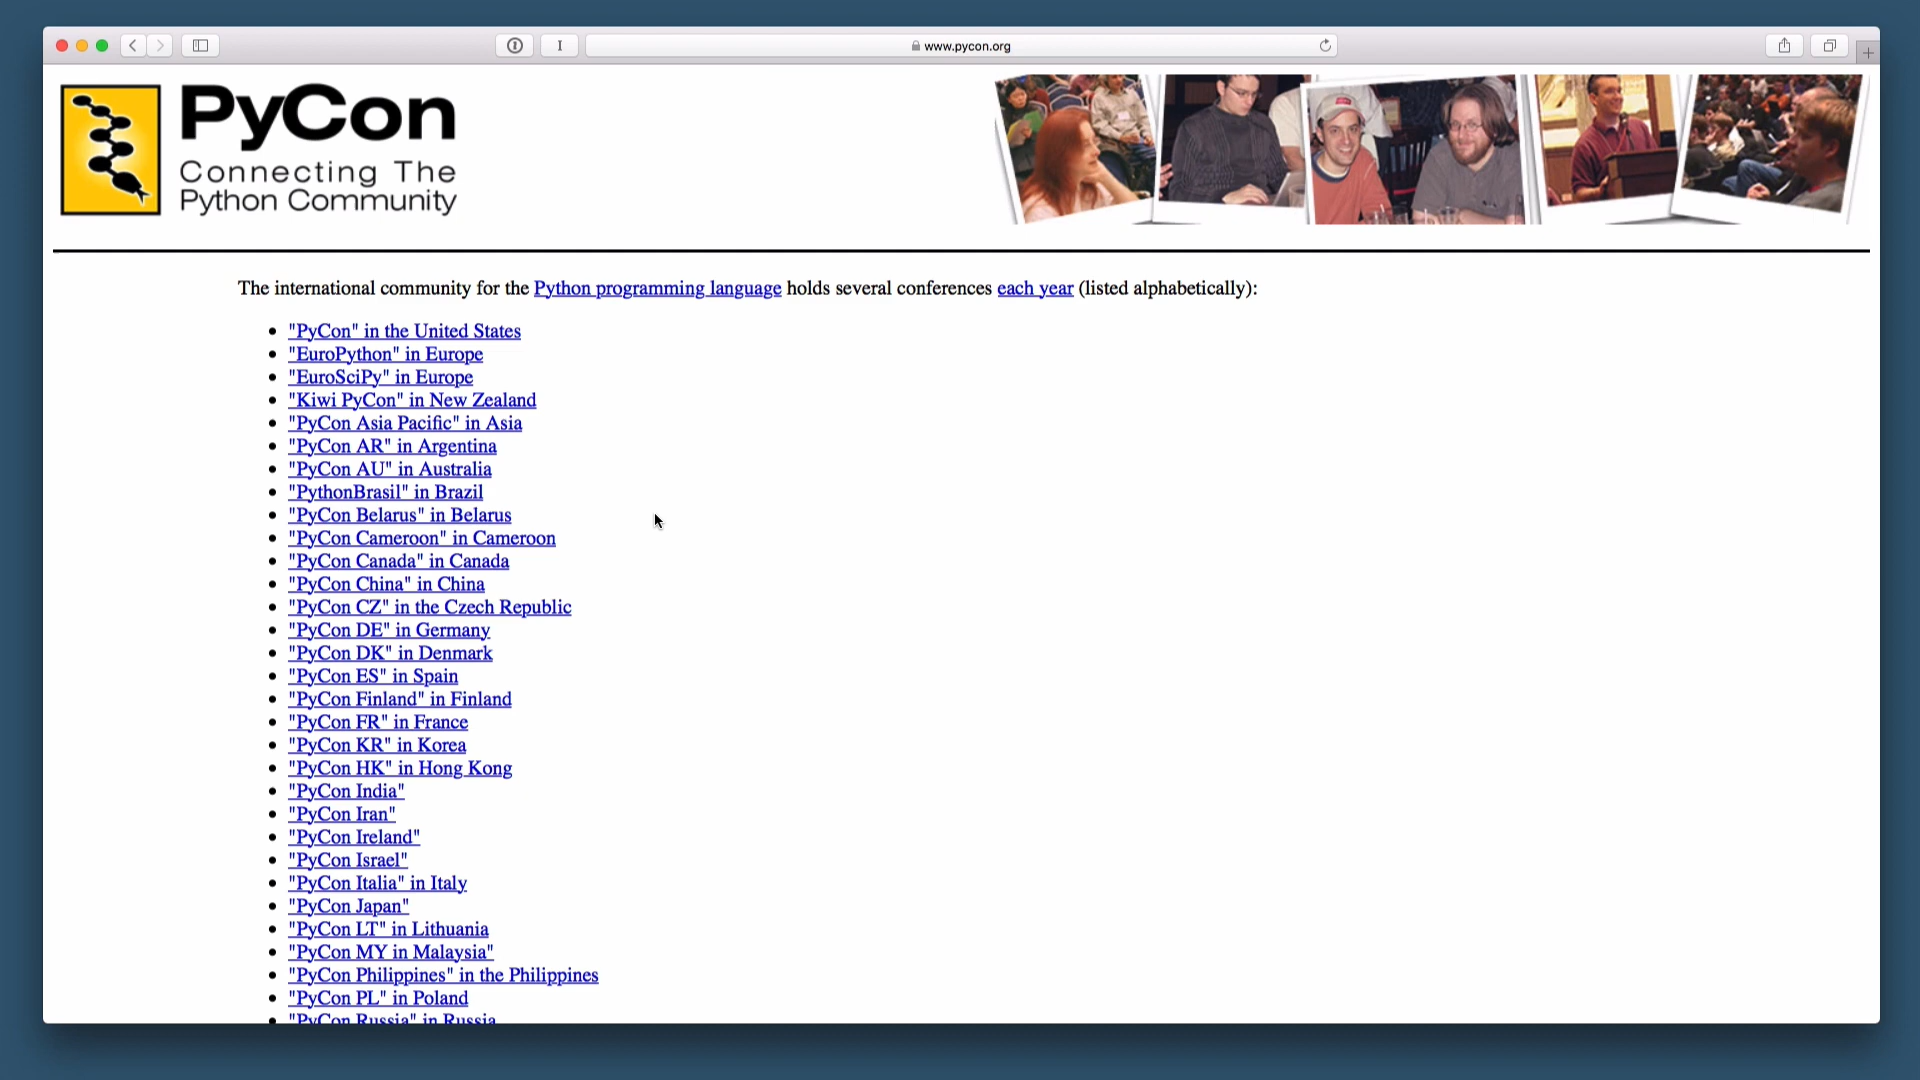 www.pycon.org
PyCon
Connecting The
Python Community
The international community for the Python programming language holds several conferences each year (listed alphabetically):
"PyCon" in the United States
"EuroPython" in Europe
"EuroSciPy" in Europe
"Kiwi PyCon" in New Zealand
"PyCon Asia Pacific" in Asia
"PyCon AR" in Argentina
"PyCon AU" in Australia
"PythonBrasil" in Brazil
"PyCon Belarus" in Belarus
"PyCon Cameroon" in Cameroon
"PyCon Canada" in Canada
"PyCon China" in China
"PyCon CZ" in the Czech Republic
"PyCon DE" in Germany
"PyCon DK" in Denmark
"PyCon ES" in Spain
"PyCon Finland" in Finland
"PyCon FR" in France
"PyCon KR" in Korea
"PyCon HK" in Hong Kong
"PyCon India"
"PyCon Iran"
"PyCon Ireland"
"PyCon Israel"
"PyCon Italia" in Italy
"PyCon Japan"
"PyCon LT" in Lithuania
"PyCon MY in Malaysia"
"PyCon Philippines" in the Philippines
"PyCon PL" in Poland
"PyCon Russia" in Russia